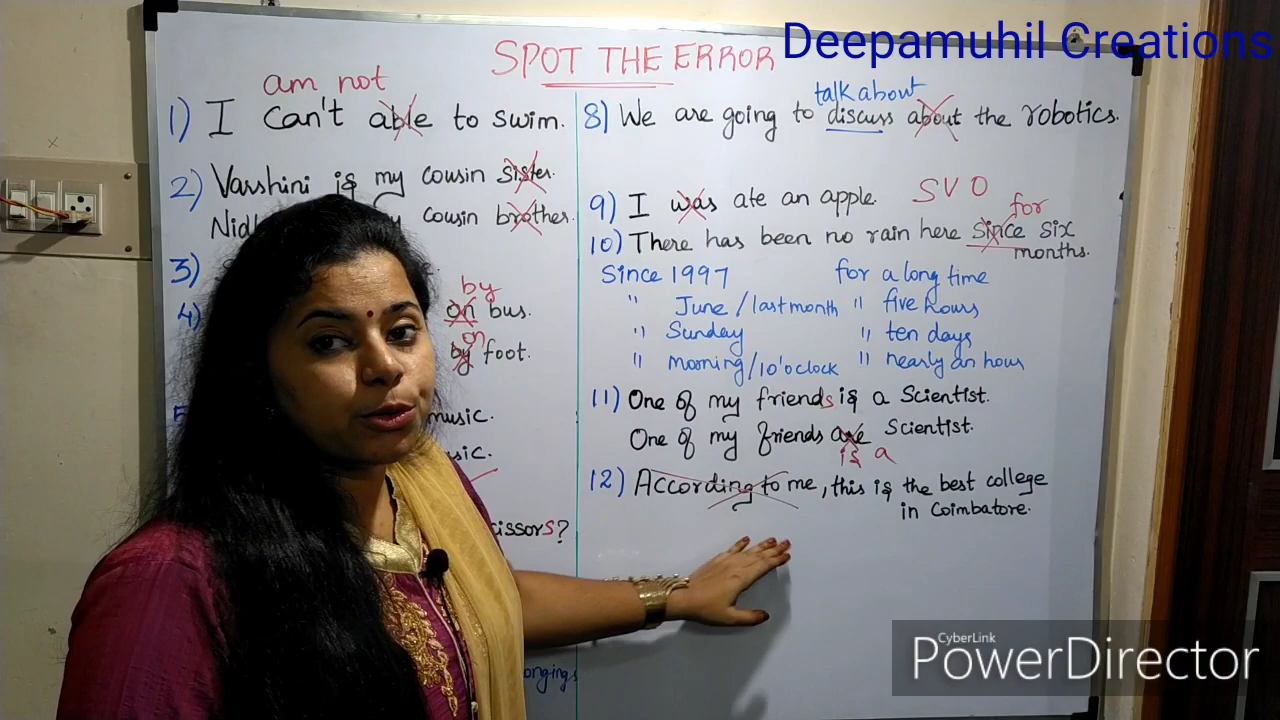 Deepamuhil Creations
SPOT THE ERROR
am not
1) I can't able to swim.
2) Varshini is my cousin sister.
cousin brother.
3)
by
4) on bus.
on
by foot.
music.
scissors?
talk about
8) We are going to discuss about the robotics.
9) I was ate an apple. SVO
for
10) There has been no rain here since six
months.
Since 1997 for a long time
" June / last month " five hours
" Sunday " ten days
" morning / 10'o clock " nearly an hour
11) One of my friends is a Scientist.
One of my friends are Scientist.
is a
12) According to me, this is the best college
in Coimbatore.
CyberLink
PowerDirector